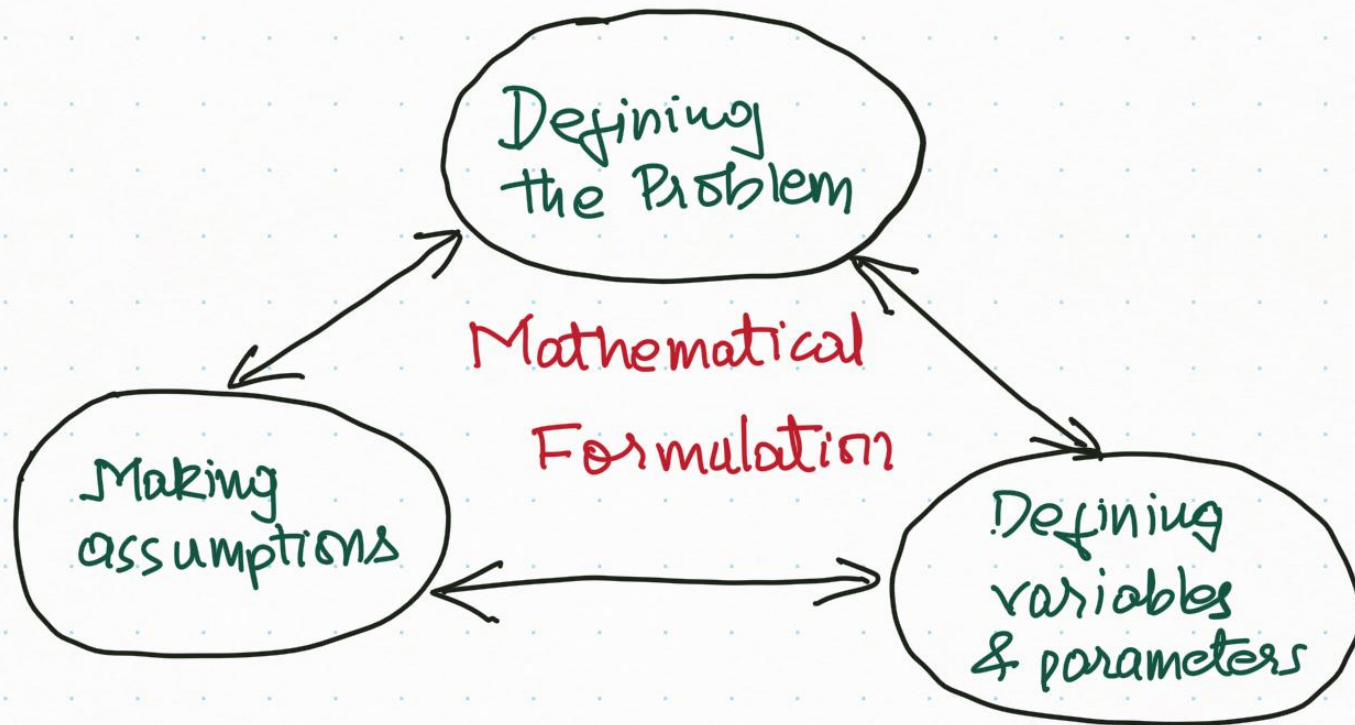 Defining
the Problem
Mathematical
Formulation
Making
assumptions
Defining
variables
& parameters